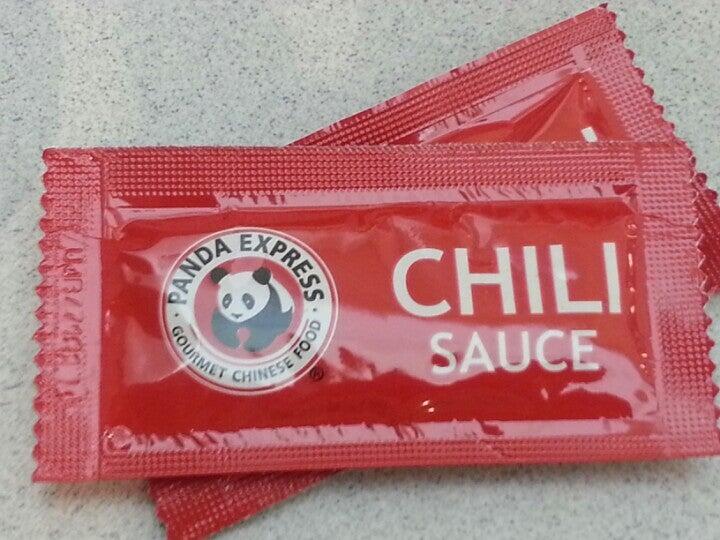 PANDA EXPRESS
GOURMET CHINESE FOOD
®
CHILI
SAUCE